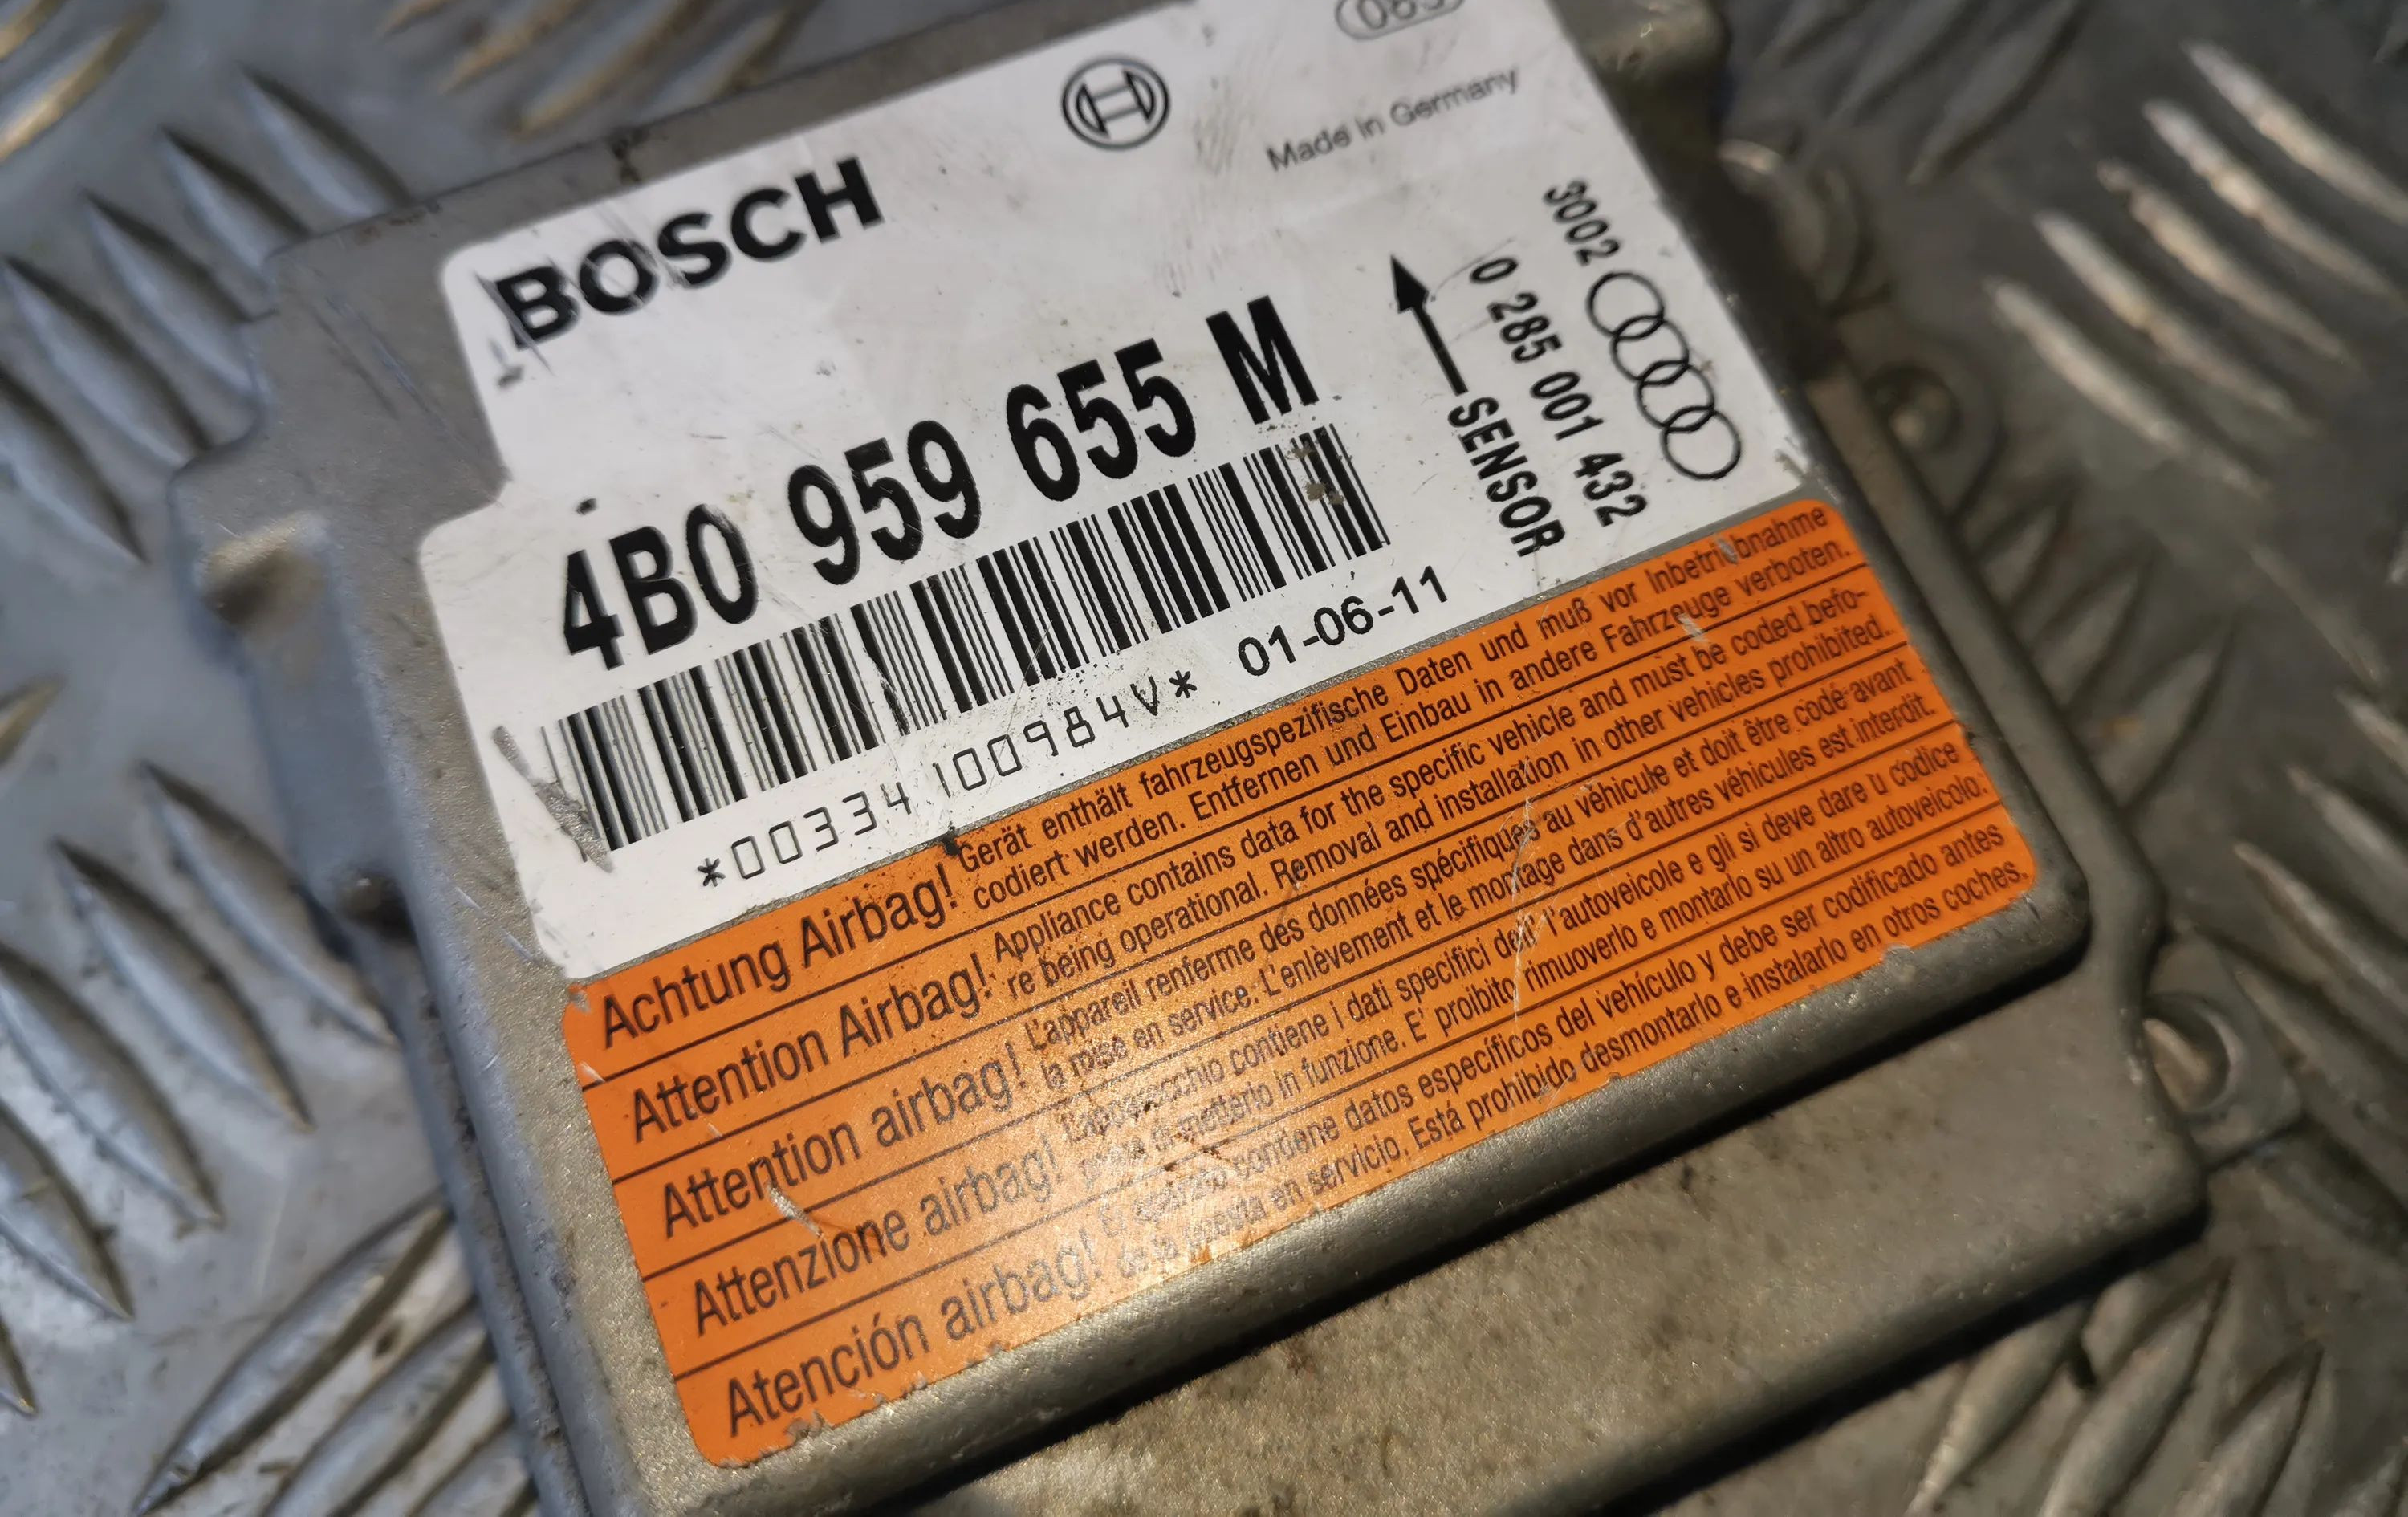 BOSCH
Made in Germany
3002
0 285 001 432
SENSOR
4B0 959 655 M
*00334100984V* 01-06-11
Achtung Airbag! Gerät enthält fahrzeugspezifische Daten und muß vor Inbetriebnahme
codiert werden. Entfernen und Einbau in andere Fahrzeuge verboten.
Attention Airbag! Appliance contains data for the specific vehicle and must be coded befo-
re being operational. Removal and installation in other vehicles prohibited.
Attention airbag! L'appareil renferme des données spécifiques au véhicule et doit être codé avant
la mise en service. L'enlèvement et le montage dans d'autres véhicules est interdit.
Attenzione airbag! L'apparecchio contiene i dati specifici dell'autoveicolo e gli si deve dare u codice
prima di metterlo in funzione. E' proibito rimuoverlo e montarlo su un altro autoveicolo.
Atención airbag! El aparato contiene datos específicos del vehículo y debe ser codificado antes
de la puesta en servicio. Está prohibido desmontarlo e instalarlo en otros coches.